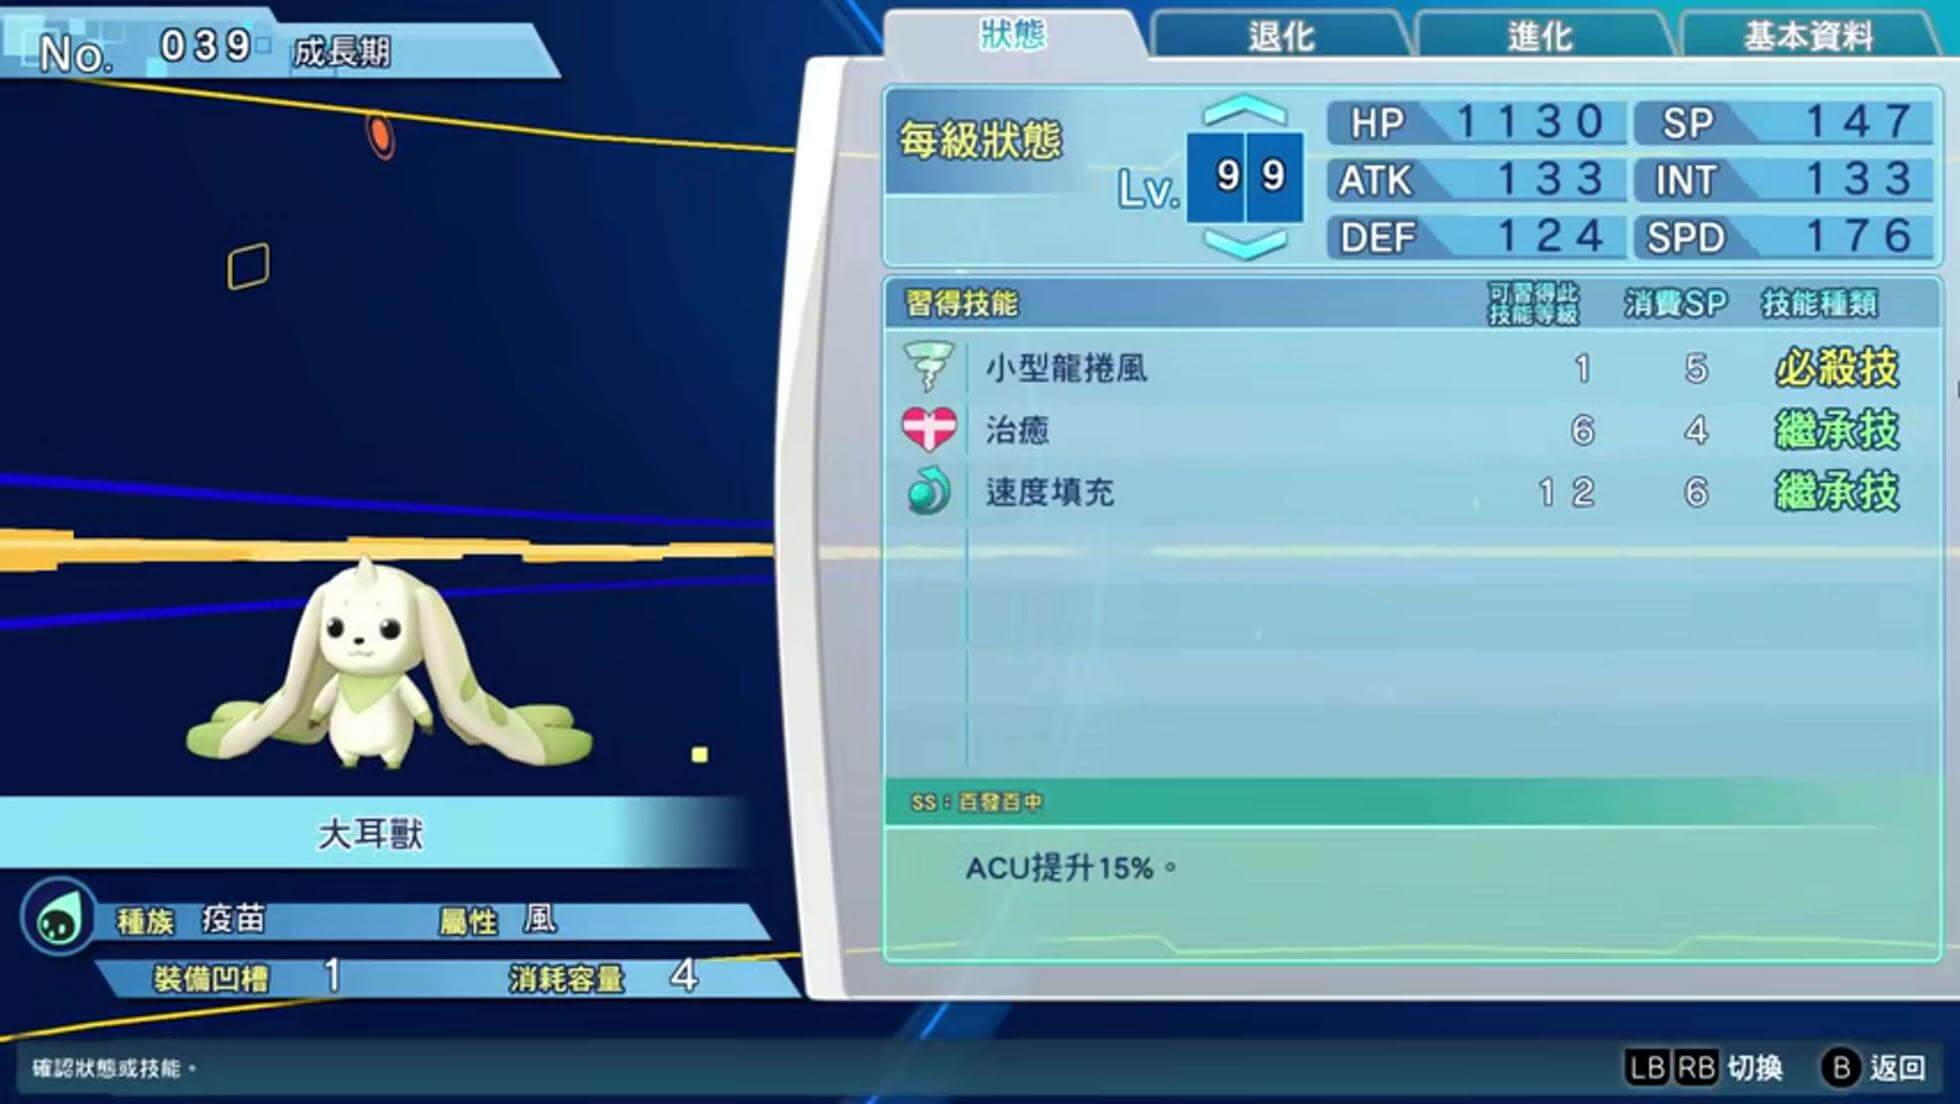 No. 039 成長期
狀態 退化 進化 基本資料
每級狀態
Lv. 99
HP 1130 SP 147
ATK 133 INT 133
DEF 124 SPD 176
習得技能 可習得此技能等級 消費SP 技能種類
小型龍捲風 1 5 必殺技
治癒 6 4 繼承技
速度填充 12 6 繼承技
SS：百發百中
ACU提升15%。
大耳獸
種族 疫苗 屬性 風
裝備凹槽 1 消耗容量 4
確認狀態或技能。
LB RB 切換 B 返回